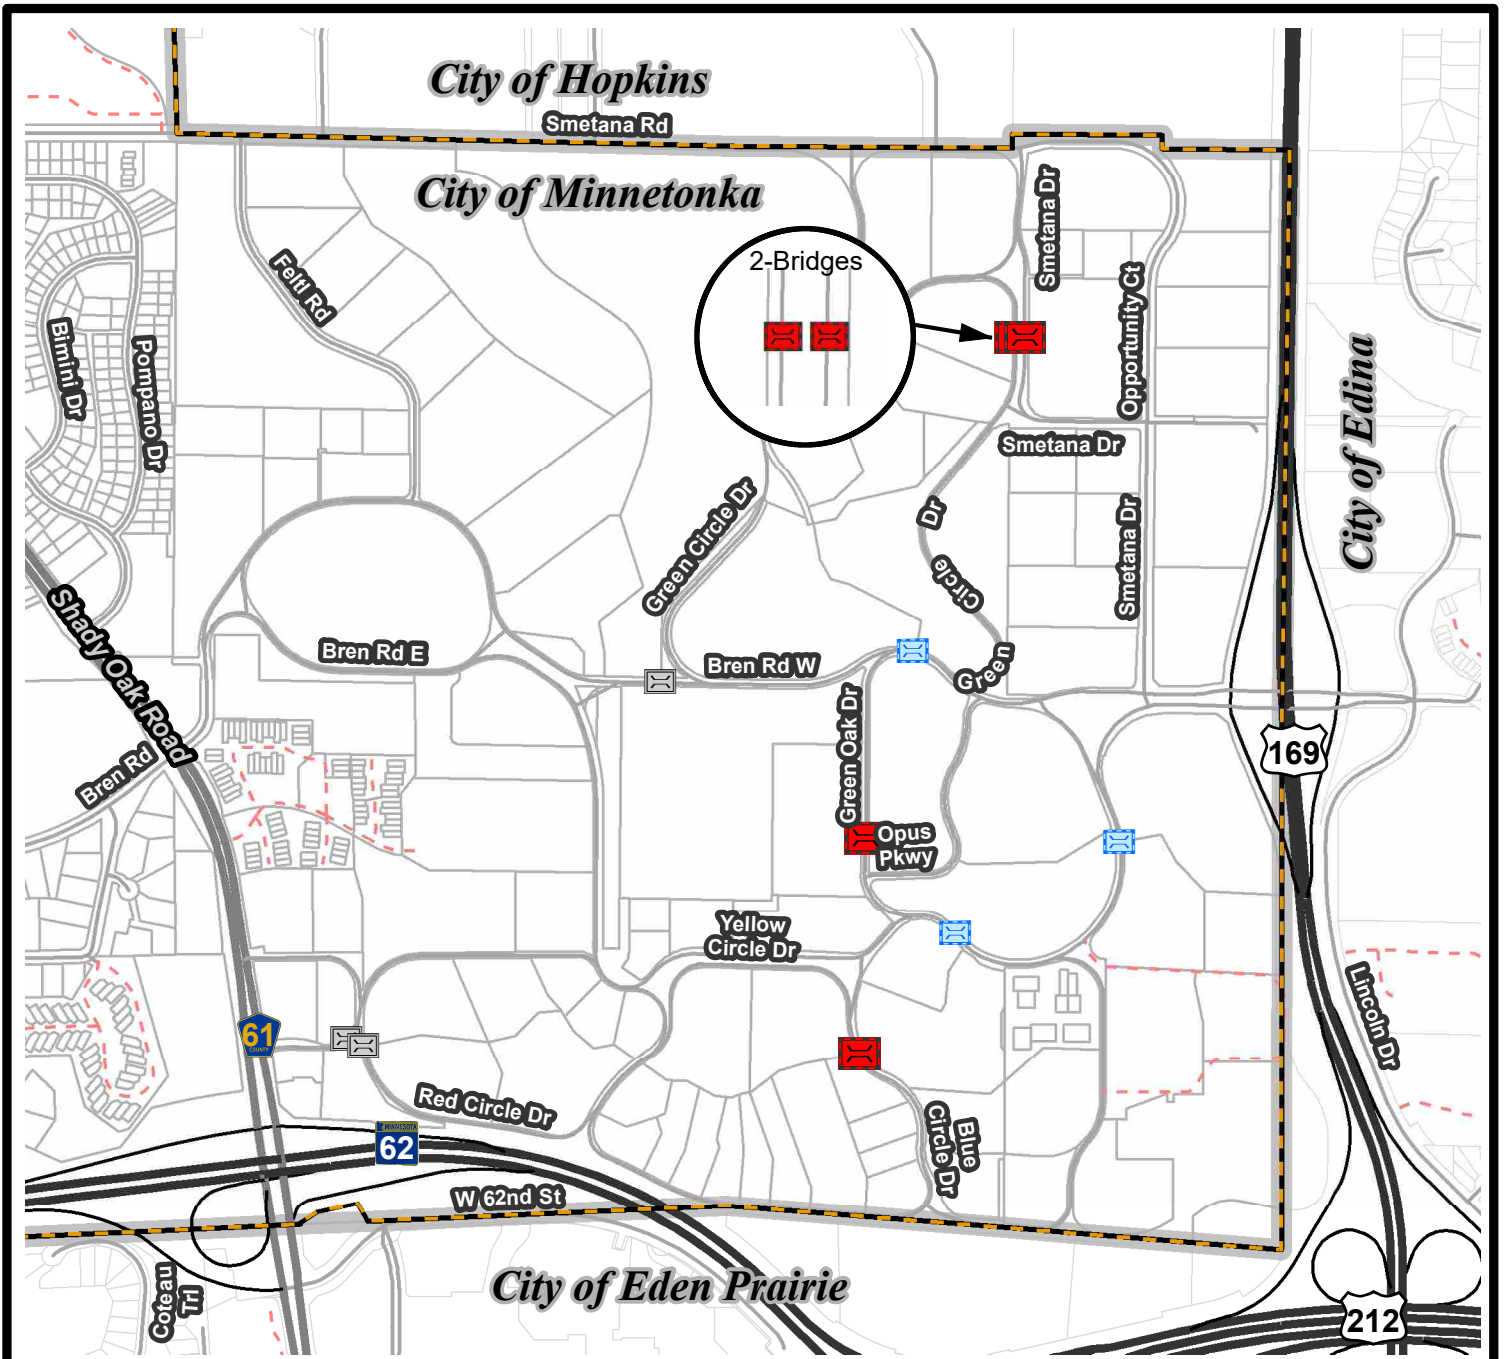 City of Hopkins
Smetana Rd
City of Minnetonka
Smetana Dr
2-Bridges
Feltl Rd
Opportunity Ct
Bimini Dr
Pompano Dr
City of Edina
Smetana Dr
Green Circle Dr
Dr
Circle
Green
Smetana Dr
Shady Oak Road
Bren Rd E
Bren Rd W
Green Oak Dr
169
Bren Rd
Opus
Pkwy
Yellow
Circle Dr
Lincoln Dr
61
COUNTY
Red Circle Dr
MINNESOTA
62
Blue
Circle Dr
W 62nd St
City of Eden Prairie
Coteau
Trl
212